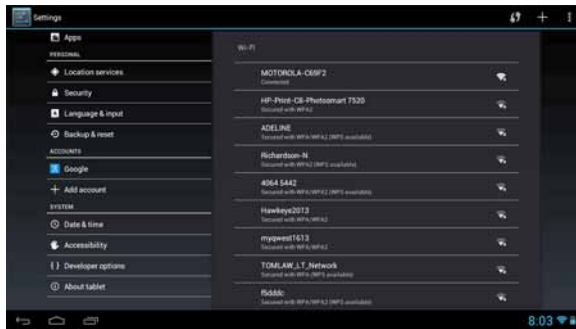 Settings
Apps
PERSONAL
Location services
Security
Language & input
Backup & reset
ACCOUNTS
Google
Add account
SYSTEM
Date & time
Accessibility
{ } Developer options
About tablet
Wi-Fi
MOTOROLA-C69F2
Connected
HP-Print-C8-Photosmart 7520
Secured with WPA2
ADELINE
Secured with WPA/WPA2 (WPS available)
Richardson-N
Secured with WPA2 (WPS available)
4064 5442
Secured with WPA/WPA2 (WPS available)
Hawkeye2013
Secured with WPA/WPA2
myqwest1613
Secured with WPA/WPA2
TOMLAW_LT_Network
Secured with WPA (WPS available)
Secured with WPA/WPA2 (WPS available)
8:03